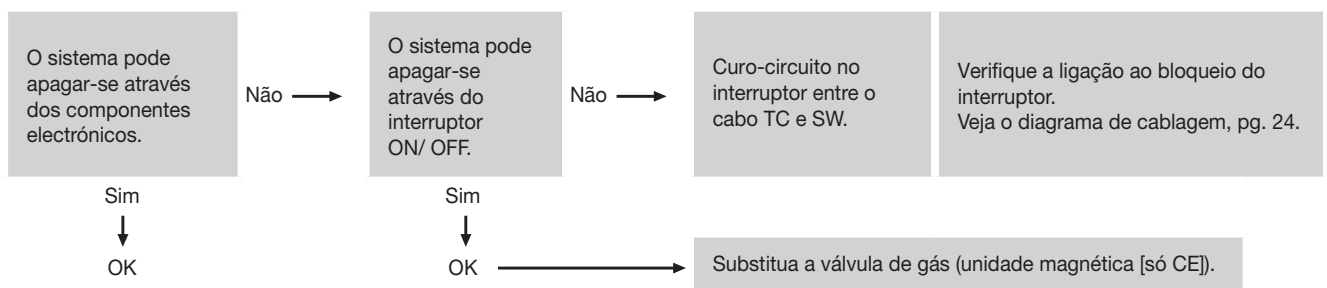 O sistema pode
apagar-se através
dos componentes
electrónicos.
Não
O sistema pode
apagar-se
através do
interruptor
ON/ OFF.
Não
Curo-circuito no
interruptor entre o
cabo TC e SW.
Verifique a ligação ao bloqueio do
interruptor.
Veja o diagrama de cablagem, pg. 24.
Sim
Sim
OK
OK
Substitua a válvula de gás (unidade magnética [só CE]).